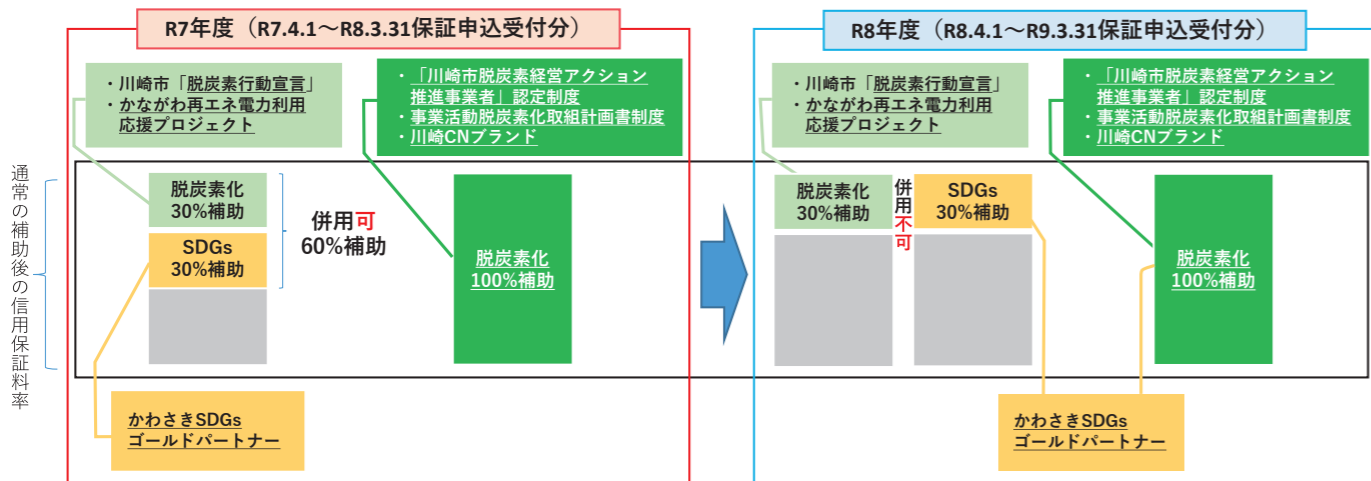 R7年度（R7.4.1～R8.3.31保証申込受付分）
・川崎市「脱炭素行動宣言」
・かながわ再エネ電力利用
応援プロジェクト
・「川崎市脱炭素経営アクション
推進事業者」認定制度
・事業活動脱炭素化取組計画書制度
・川崎CNブランド
通常の補助後の信用保証料率
脱炭素化
30%補助
SDGs
30%補助
併用可
60%補助
脱炭素化
100%補助
かわさきSDGs
ゴールドパートナー
R8年度（R8.4.1～R9.3.31保証申込受付分）
・川崎市「脱炭素行動宣言」
・かながわ再エネ電力利用
応援プロジェクト
・「川崎市脱炭素経営アクション
推進事業者」認定制度
・事業活動脱炭素化取組計画書制度
・川崎CNブランド
脱炭素化
30%補助
併用不可
SDGs
30%補助
脱炭素化
100%補助
かわさきSDGs
ゴールドパートナー